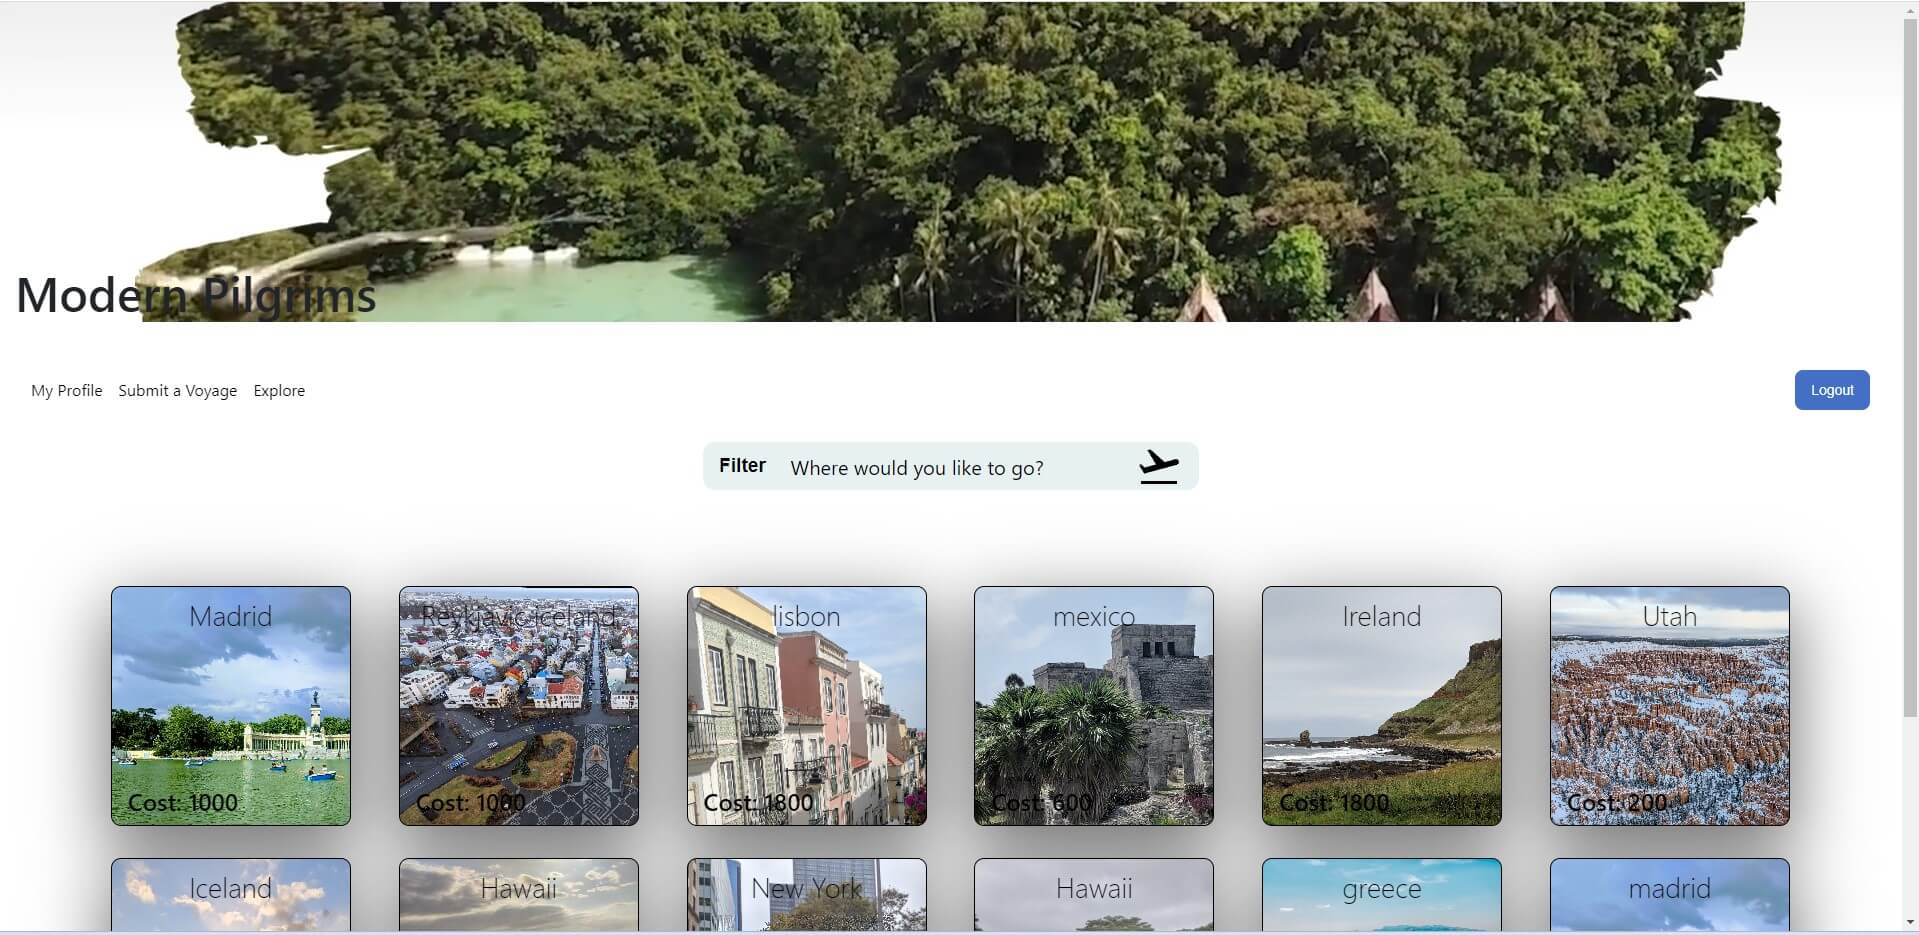 Modern Pilgrims
My Profile Submit a Voyage Explore Logout
Filter Where would you like to go?
Madrid
Reykjavic iceland
lisbon
mexico
Ireland
Utah
Cost: 1000
Cost: 1000
Cost: 1800
Cost: 600
Cost: 1800
Cost: 200
Iceland
Hawaii
New York
Hawaii
greece
madrid